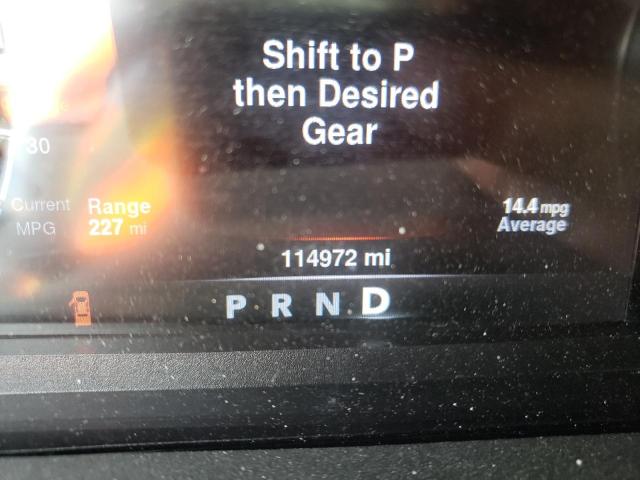 Shift to P
then Desired
Gear
30
Current
MPG
Range
227 mi
14.4 mpg
Average
114972 mi
P R N D